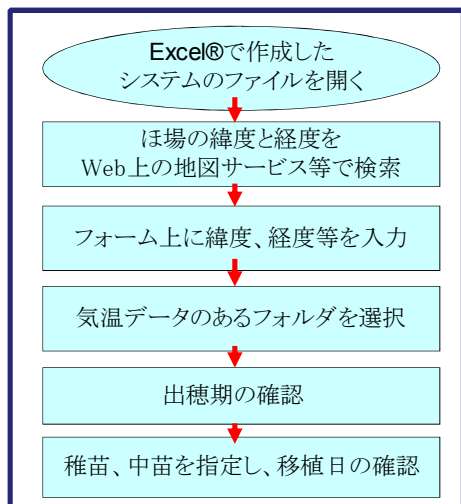 Excel®で作成した
システムのファイルを開く
ほ場の緯度と経度を
Web上の地図サービス等で検索
フォーム上に緯度、経度等を入力
気温データのあるフォルダを選択
出穂期の確認
稚苗、中苗を指定し、移植日の確認